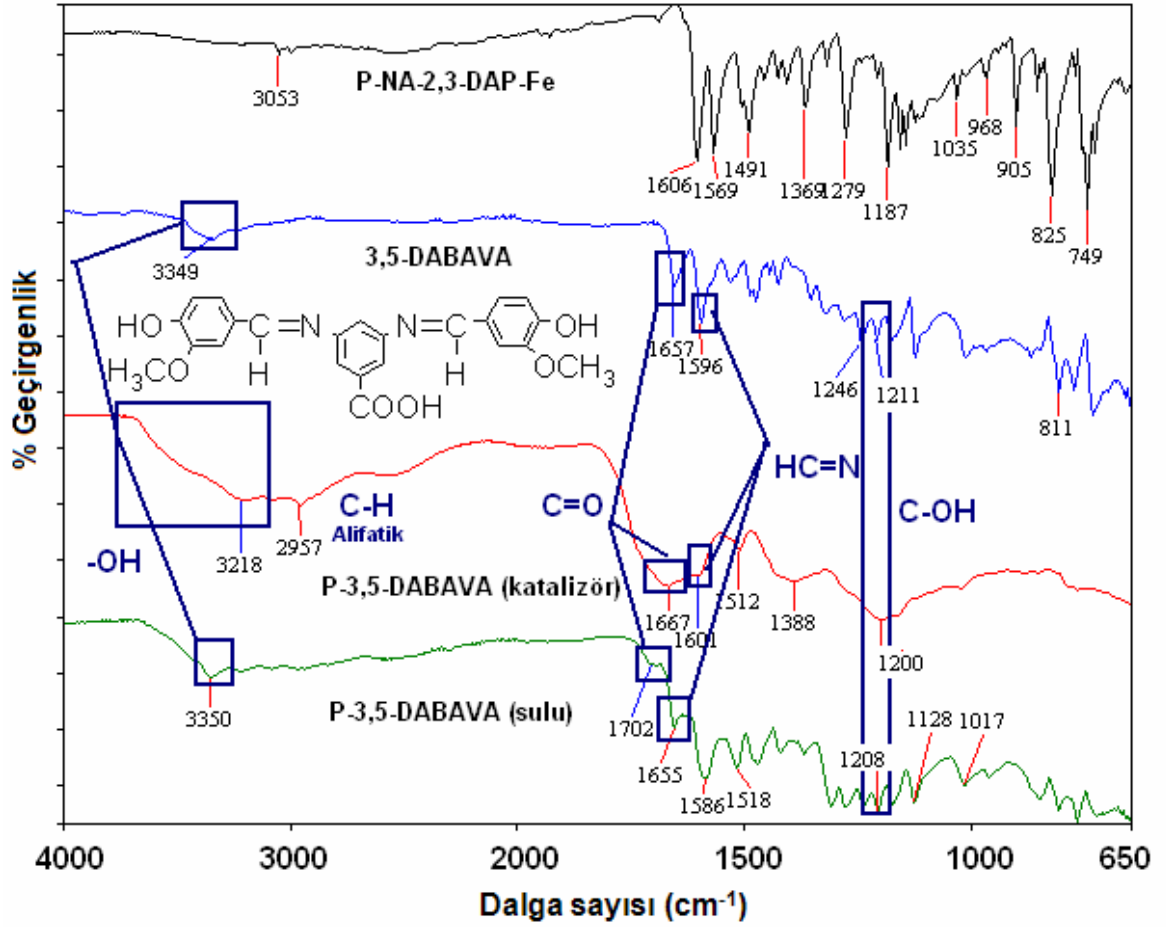 P-NA-2,3-DAP-Fe
3053
1606
1569
1491
1369
1279
1187
1035
968
905
825
749
3349
3,5-DABAVA
1657
1596
1246
1211
811
HO
C=N
N=C
OH
H₃CO
H
H
OCH₃
COOH
-OH
3218
C-H
Alifatik
2957
C=O
HC=N
C-OH
P-3,5-DABAVA (katalizör)
1667
1601
512
1388
1200
3350
P-3,5-DABAVA (sulu)
1702
1655
1586
1518
1208
1128
1017
% Geçirgenlik
4000
3000
2000
1500
1000
650
Dalga sayısı (cm⁻¹)